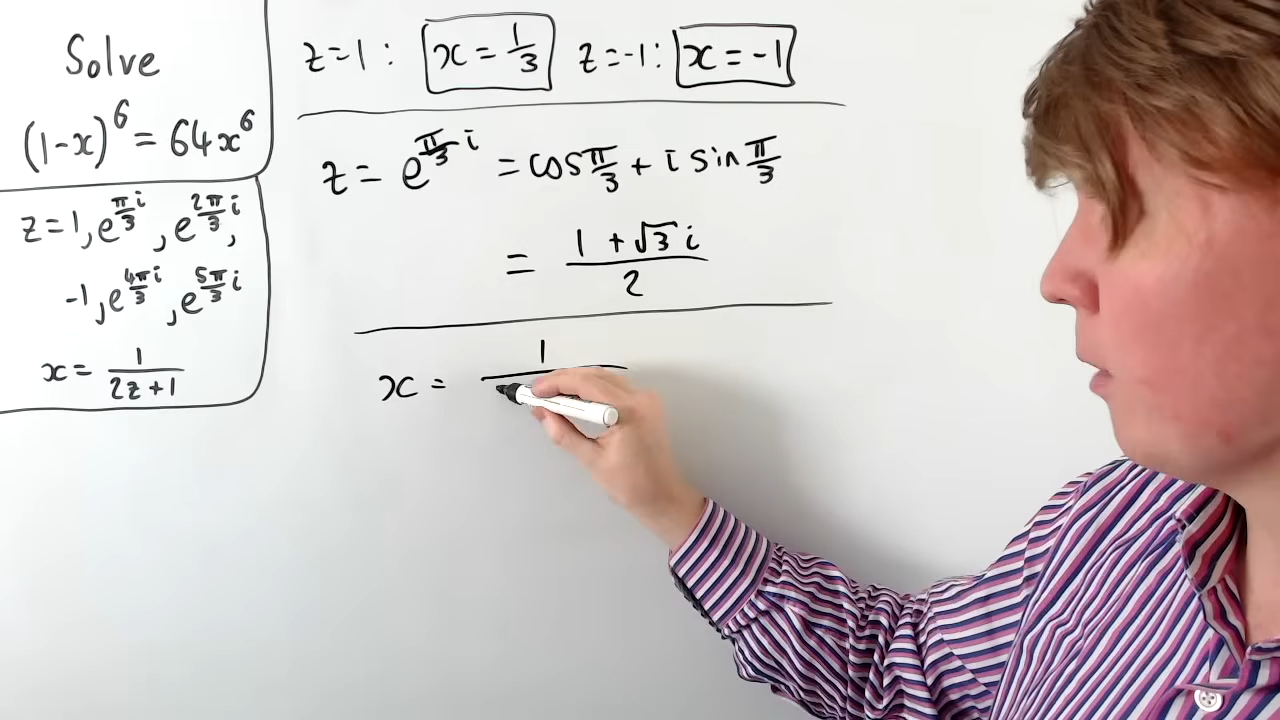 Solve
(1-x)^6 = 64x^6
z = 1, e^{π/3 i}, e^{2π/3 i},
-1, e^{4π/3 i}, e^{5π/3 i}
x = 1/(2z+1)
z=1: x = 1/3 z=-1: x = -1
z = e^{π/3 i} = cos π/3 + i sin π/3
= (1 + √3 i)/2
x = 1